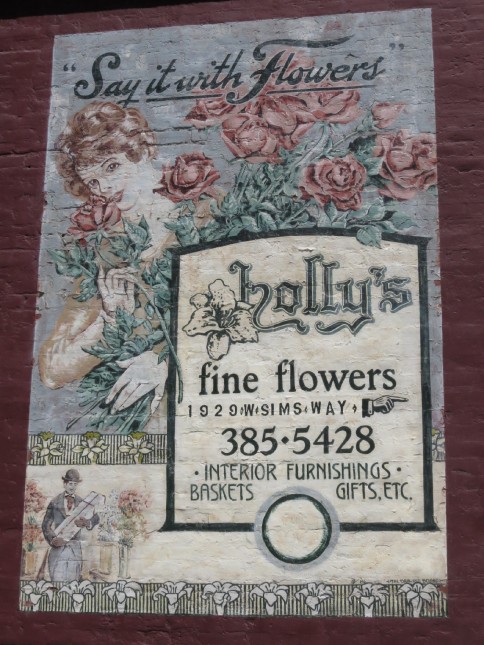 "Say it with Flowers"
holly's
fine flowers
1929·W·SIMS·WAY·
385·5428
·INTERIOR FURNISHINGS·
BASKETS GIFTS, ETC.